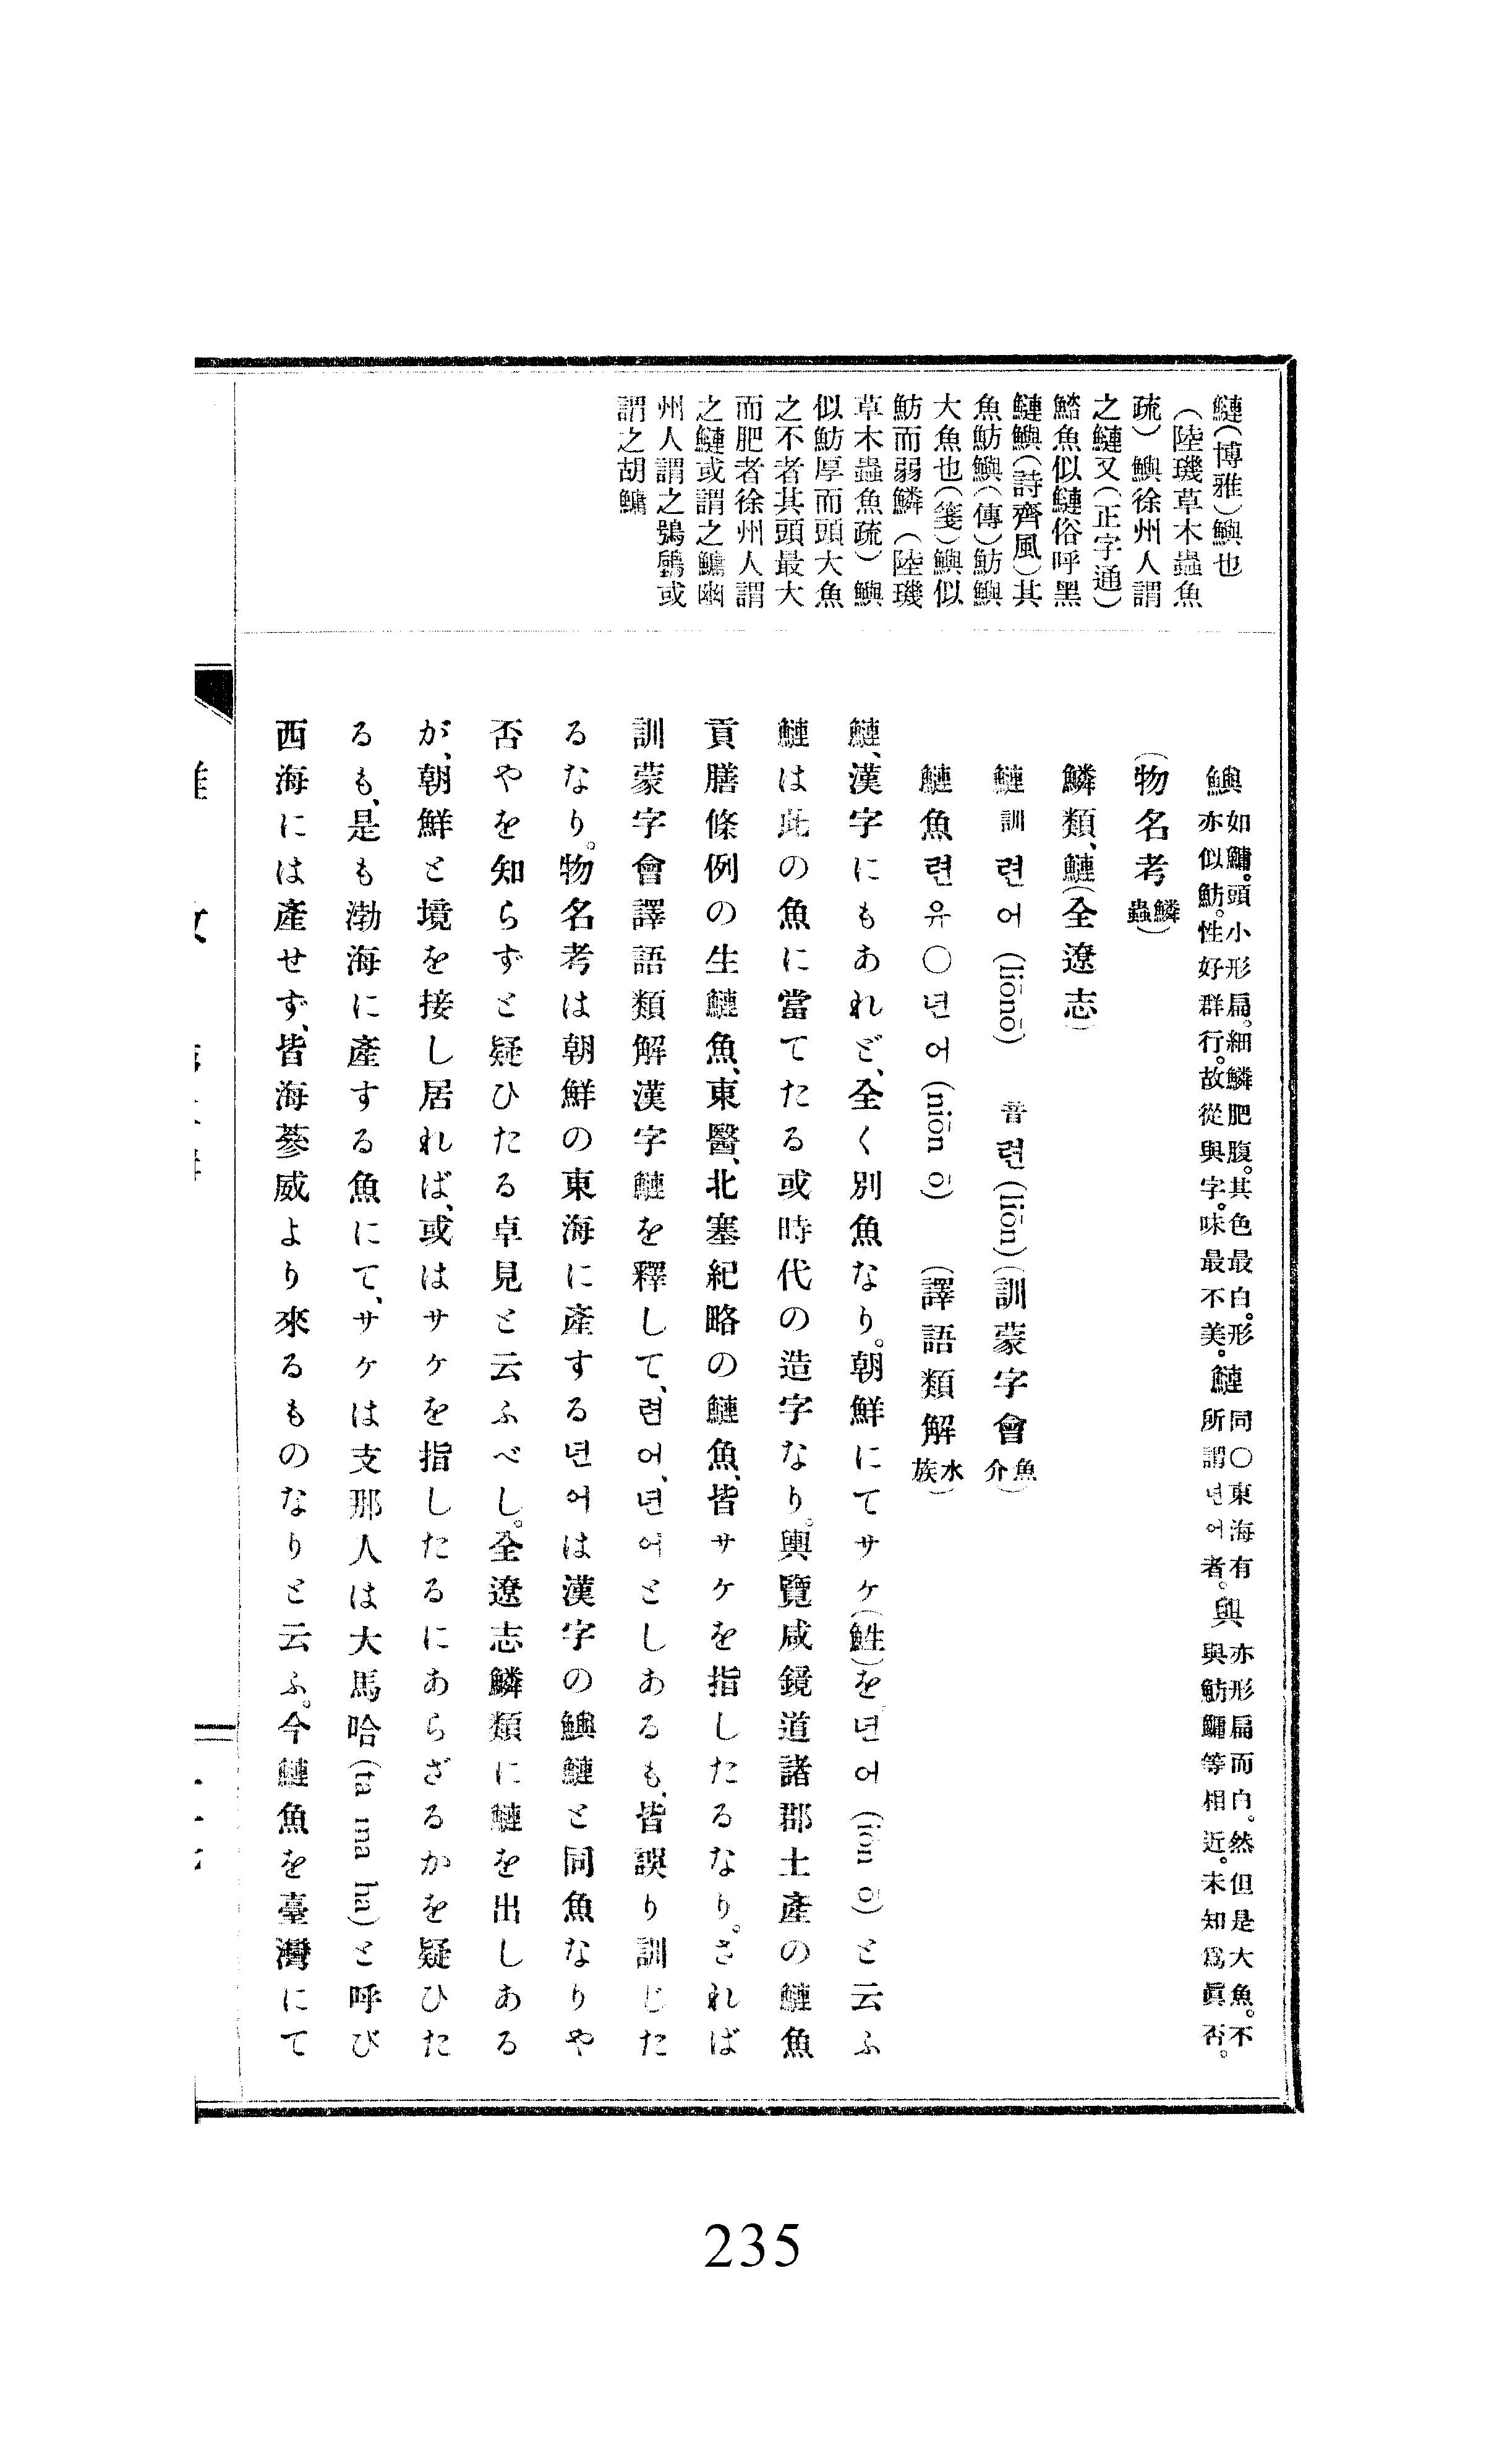 鰱(博雅)鱮也
(陸璣草木蟲魚
疏)鱮徐州人謂
之鰱又(正字通)
鰌魚似鰱俗呼黑
鰱鱮(詩齊風)其
魚魴鱮(傳)魴鱮
大魚也(箋)鱮似
魴而弱鱗(陸璣
草木蟲魚疏)鱮
似魴厚而頭大魚
之不者其頭最大
而肥者徐州人謂
之鰱或謂之鱅幽
州人謂之鴞鷞或
謂之胡鱅
鱮如鱅。頭小形扁。細鱗肥腹。其色最白。形亦似魴。性好群行。故從與字。味最不美。鰱同〇東海有所謂년어者。與亦形扁而白。然但是大魚。不與魴鱅等相近。未知爲眞否。
(物名考鱗蟲)
鱗類、鰱(全遼志)
鰱訓련어(liönö) 音련(liön)(訓蒙字會魚介)
鰱魚련유〇년어(niön ö) (譯語類解水族)
鰱、漢字にもあれど、全く別魚なり。朝鮮にてサケ(鮏)を년어(iön ö)と云ふ
鰱は此の魚に當てたる或時代の造字なり。輿覽咸鏡道諸郡土產の鰱魚
貢膳條例の生鰱魚、東醫、北塞紀略の鰱魚、皆サケを指したるなり。されば
訓蒙字會譯語類解漢字鰱を釋して、련어、년어としあるも、皆誤り訓じた
るなり。物名考は朝鮮の東海に產する년어は漢字の鱮鰱と同魚なりや
否やを知らずと疑ひたる卓見と云ふべし。全遼志鱗類に鰱を出しある
が、朝鮮と境を接し居れば、或はサケを指したるにあらざるかを疑ひた
るも、是も渤海に產する魚にて、サケは支那人は大馬哈(ta ma ha)と呼び
西海には產せず、皆海蔘威より來るものなりと云ふ。今鰱魚を臺灣にて
235